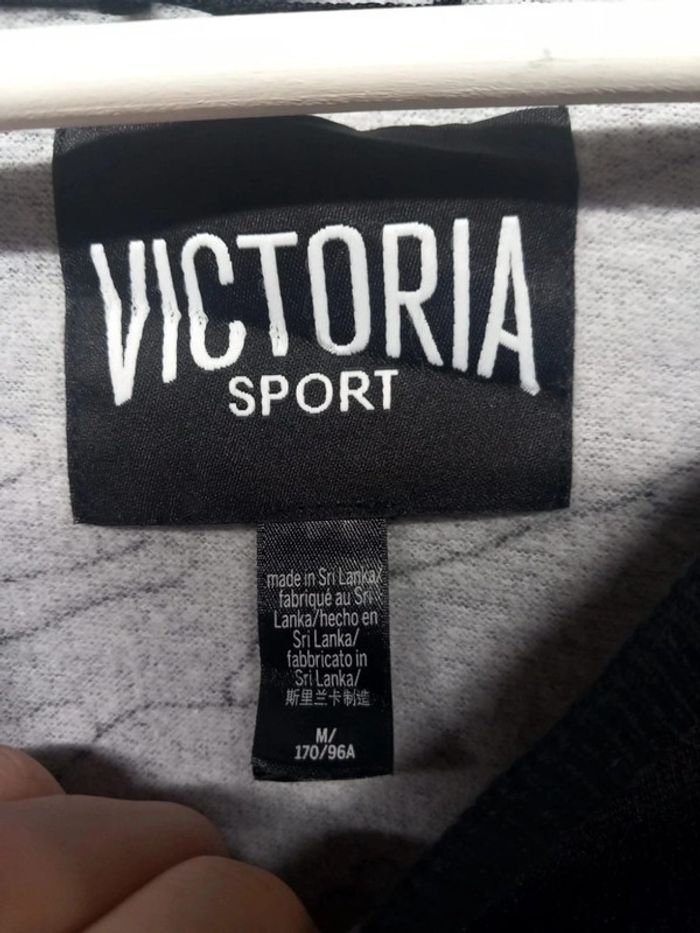 VICTORIA
SPORT
made in Sri Lanka/
fabriqué au Sri
Lanka/hecho en
Sri Lanka/
fabbricato in
Sri Lanka/
斯里兰卡制造
M/
170/96A